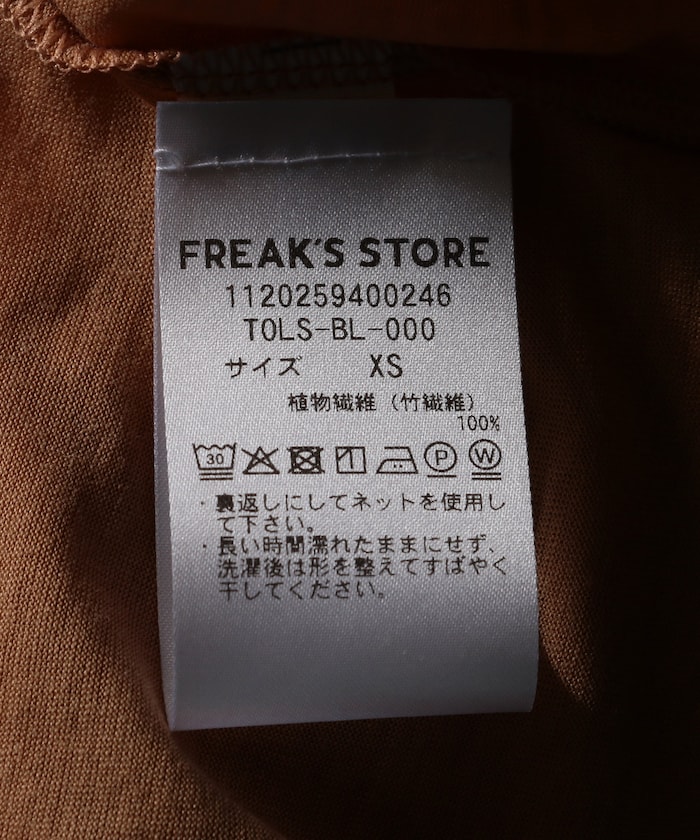 FREAK'S STORE
1120259400246
TOLS-BL-000
サイズ XS
植物繊維（竹繊維）
100%
30 P W
・裏返しにしてネットを使用し
て下さい。
・長い時間濡れたままにせず、
洗濯後は形を整えてすばやく
干してください。